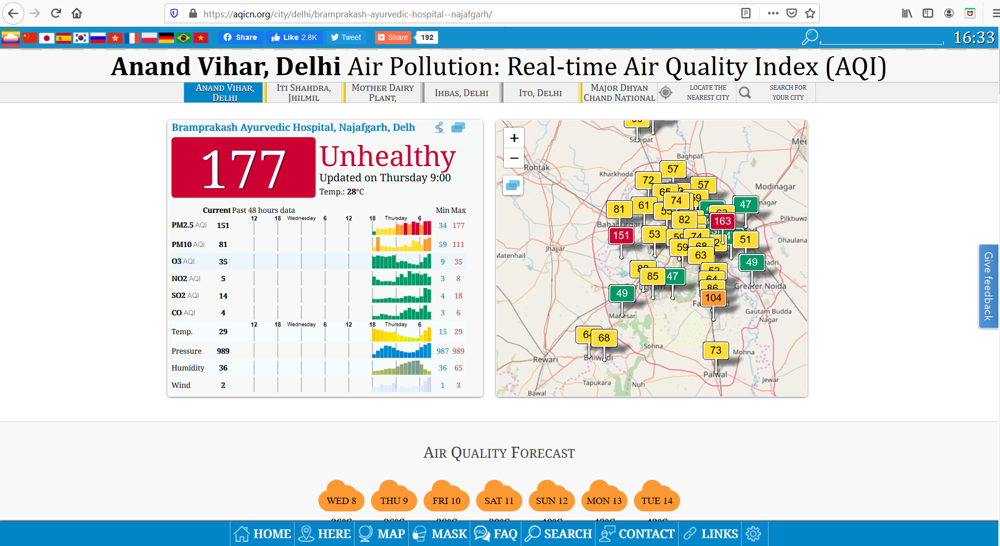 https://aqicn.org/city/delhi/bramprakash-ayurvedic-hospital--najafgarh/
Share
Like 2.8K
Tweet
Share
192
16:33
Anand Vihar, Delhi Air Pollution: Real-time Air Quality Index (AQI)
Anand Vihar, Delhi
Iti Shahdra, Jhilmil
Mother Dairy Plant,
Ihbas, Delhi
Ito, Delhi
Major Dhyan Chand National
LOCATE THE NEAREST CITY
SEARCH FOR YOUR CITY
Bramprakash Ayurvedic Hospital, Najafgarh, Delh
177
Unhealthy
Updated on Thursday 9:00
Temp.: 28°C
Current Past 48 hours data Min Max
12 18 Wednesday 6 12 18 Thursday 6
PM2.5 AQI 151 34 177
PM10 AQI 81 59 111
O3 AQI 35 9 35
NO2 AQI 5 3 8
SO2 AQI 14 4 18
CO AQI 4 3 6
12 18 Wednesday 6 12 18 Thursday 6
Temp. 29 15 29
Pressure 989 987 989
Humidity 36 36 65
Wind 2 1 3
+
−
Mee
Rohtak
Baghpat
Kharkhoda
57
72
57
Modinagar
74
61
81
47
nagar
82
163
Pilkhuwa
151
53
74
51
Dhaulana
Jhajjar
59
68
Matenhail
63
49
85
47
64
86
Greater Noida
49
104
Manesar
Gautam Budda Nagar
68
Sohna
73
Mohna
Rewari
Palwal
Tapukara
Nuh
Jewar
Bawal
Give feedback
Air Quality Forecast
WED 8
THU 9
FRI 10
SAT 11
SUN 12
MON 13
TUE 14
HOME
HERE
MAP
MASK
FAQ
SEARCH
CONTACT
LINKS